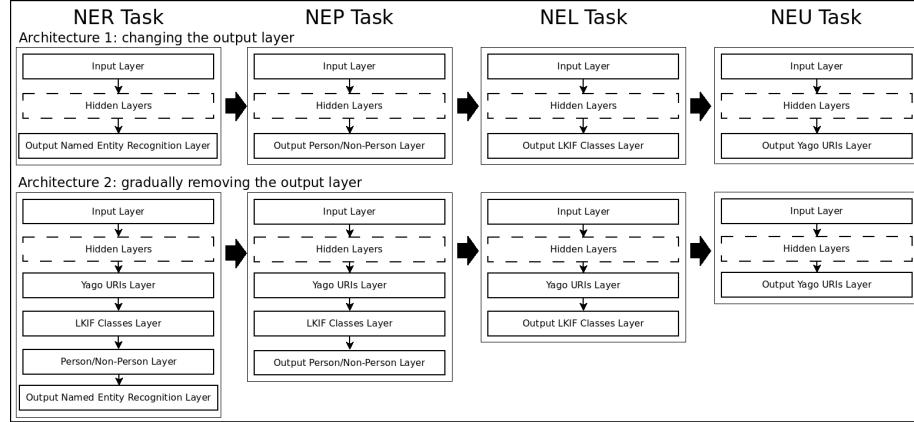 NER Task
NEP Task
NEL Task
NEU Task
Architecture 1: changing the output layer
Input Layer
Hidden Layers
Output Named Entity Recognition Layer
Input Layer
Hidden Layers
Output Person/Non-Person Layer
Input Layer
Hidden Layers
Output LKIF Classes Layer
Input Layer
Hidden Layers
Output Yago URIs Layer
Architecture 2: gradually removing the output layer
Input Layer
Hidden Layers
Yago URIs Layer
LKIF Classes Layer
Person/Non-Person Layer
Output Named Entity Recognition Layer
Input Layer
Hidden Layers
Yago URIs Layer
LKIF Classes Layer
Output Person/Non-Person Layer
Input Layer
Hidden Layers
Yago URIs Layer
Output LKIF Classes Layer
Input Layer
Hidden Layers
Output Yago URIs Layer